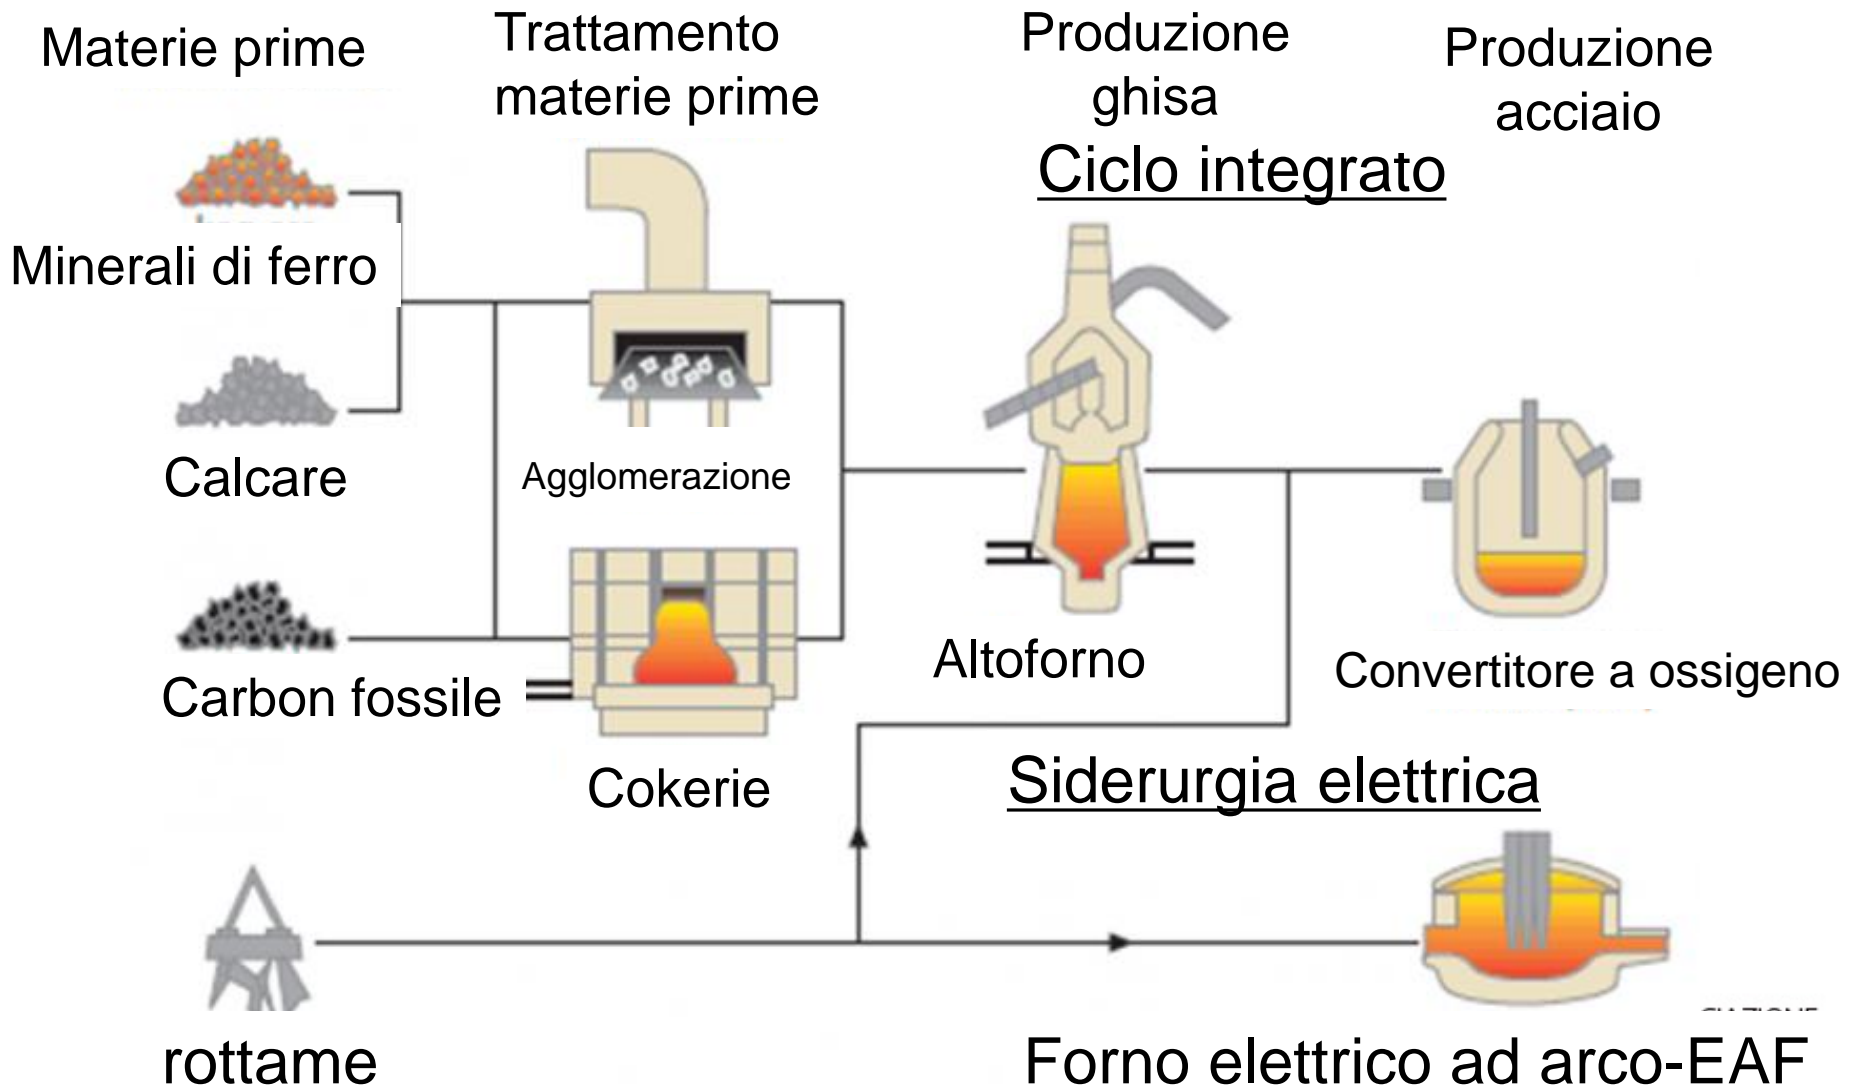 Materie prime
Trattamento
materie prime
Produzione
ghisa
Produzione
acciaio
Ciclo integrato
Minerali di ferro
Calcare
Agglomerazione
Carbon fossile
Altoforno
Convertitore a ossigeno
Cokerie
Siderurgia elettrica
rottame
Forno elettrico ad arco-EAF